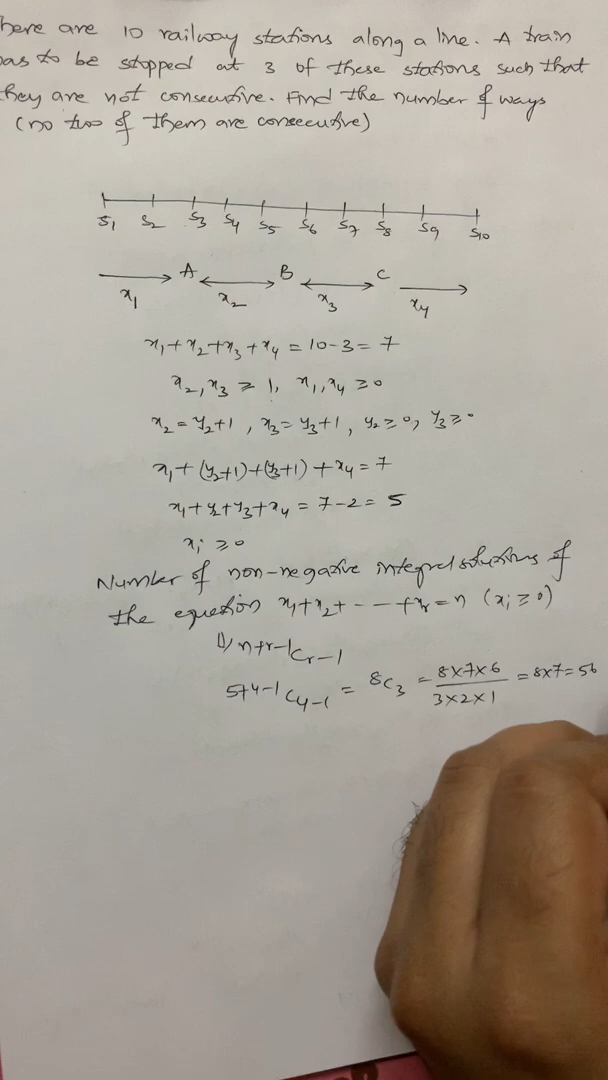 here are 10 railway stations along a line. A train
as to be stopped at 3 of these stations such that
they are not consecutive. Find the number of ways
(no two of them are consecutive)
S1 S2 S3 S4 S5 S6 S7 S8 S9 S10
A B C
x1 x2 x3 x4
x1+x2+x3+x4 = 10-3 = 7
x2, x3 ≥ 1, x1, x4 ≥ 0
x2 = y2+1, x3 = y3+1, y2 ≥ 0, y3 ≥ 0
x1 + (y2+1) + (y3+1) + x4 = 7
x1+y2+y3+x4 = 7-2 = 5
xi ≥ 0
Number of non-negative integral solutions of
the equation x1+x2+ --- +xr = n (xi ≥ 0)
is n+r-1Cr-1
5+4-1C4-1 = 8C3 = 8×7×6 / 3×2×1 = 8×7 = 56